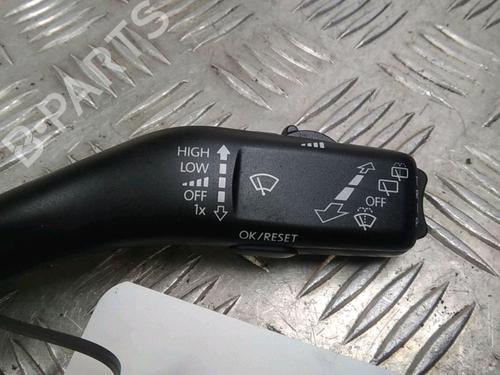 B-PARTS
HIGH
LOW
OFF
1x
OFF
OK/RESET